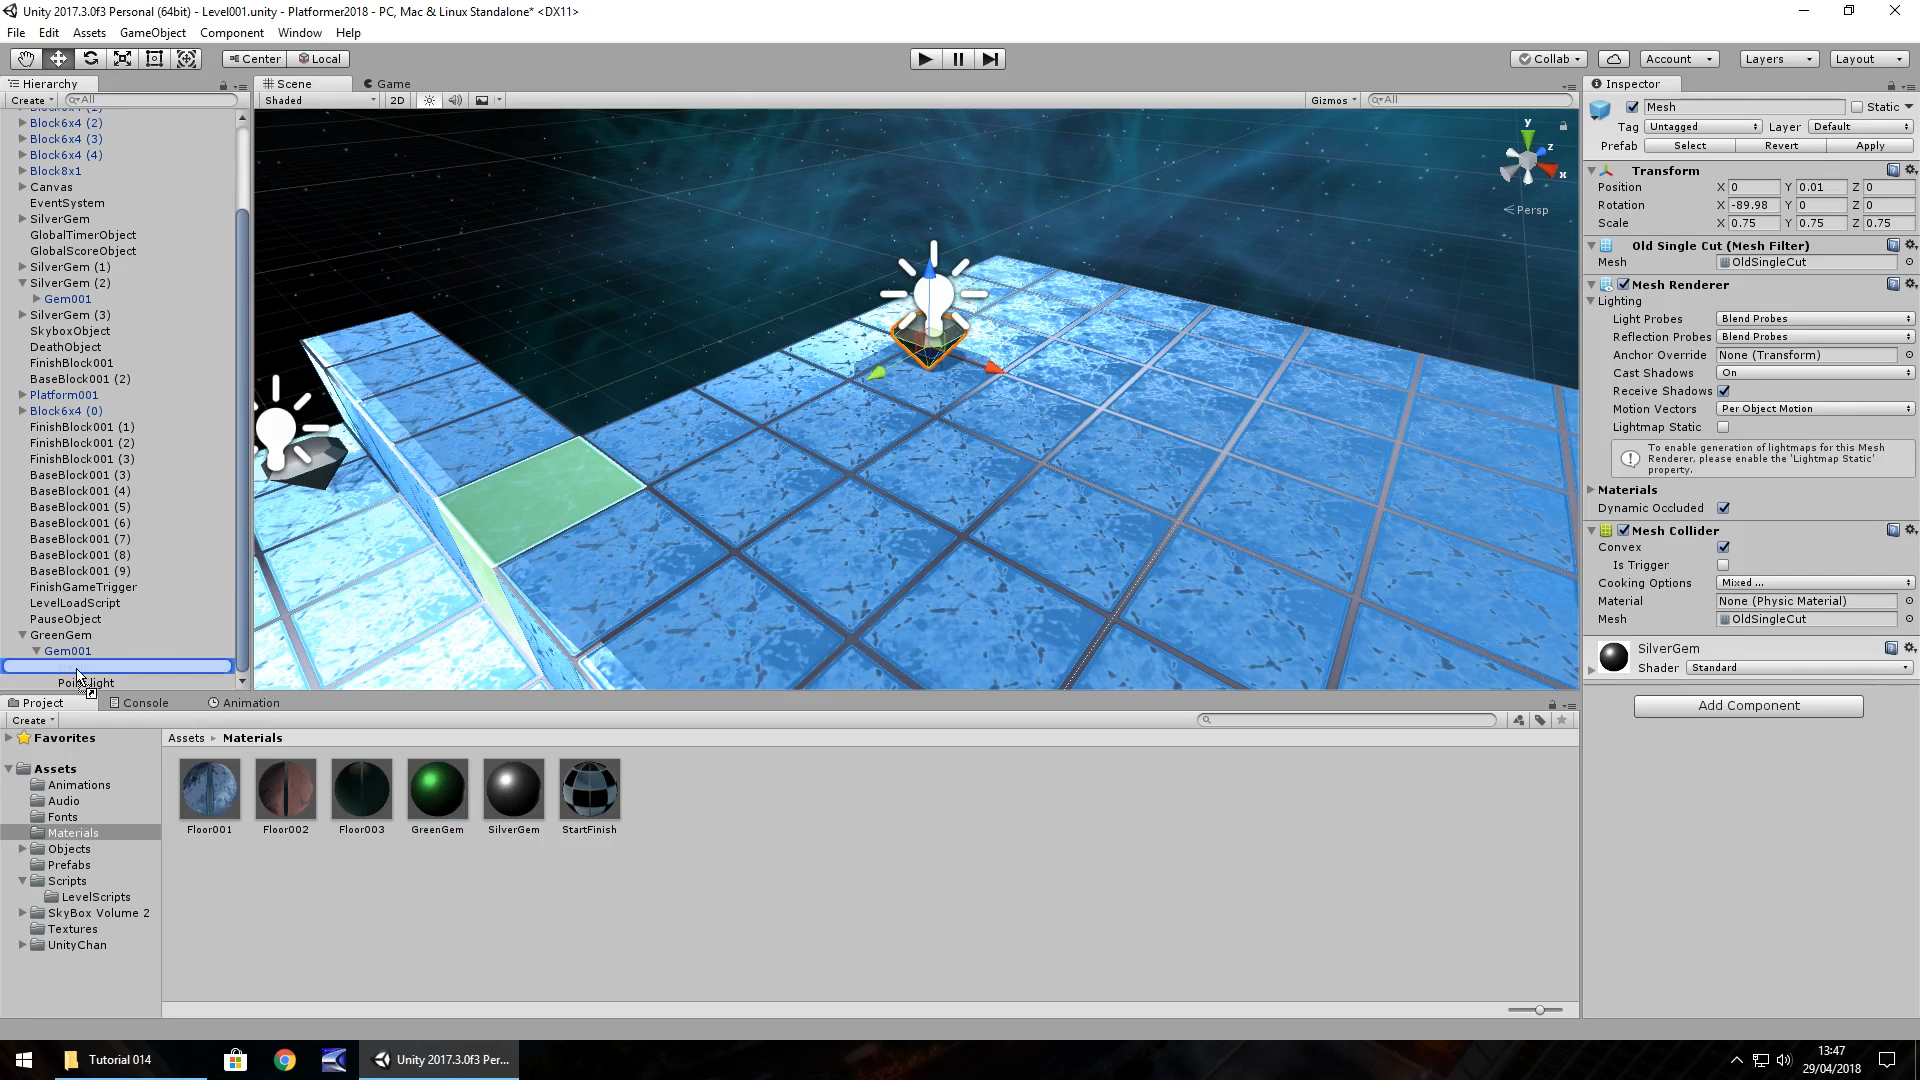 Unity 2017.3.0f3 Personal (64bit) - Level001.unity - Platformer2018 - PC, Mac & Linux Standalone* <DX11>
File Edit Assets GameObject Component Window Help
Center Local Collab Account Layers Layout
Hierarchy
Create All
Block6x4 (2)
Block6x4 (3)
Block6x4 (4)
Block8x1
Canvas
EventSystem
SilverGem
GlobalTimerObject
GlobalScoreObject
SilverGem (1)
SilverGem (2)
Gem001
SilverGem (3)
SkyboxObject
DeathObject
FinishBlock001
BaseBlock001 (2)
Platform001
Block6x4 (0)
FinishBlock001 (1)
FinishBlock001 (2)
FinishBlock001 (3)
BaseBlock001 (3)
BaseBlock001 (4)
BaseBlock001 (5)
BaseBlock001 (6)
BaseBlock001 (7)
BaseBlock001 (8)
BaseBlock001 (9)
FinishGameTrigger
LevelLoadScript
PauseObject
GreenGem
Gem001
Scene Game
Shaded 2D Gizmos All
y
z
x
Persp
Inspector
Mesh Static
Tag Untagged Layer Default
Prefab Select Revert Apply
Transform
Position X 0 Y 0.01 Z 0
Rotation X -89.98 Y 0 Z 0
Scale X 0.75 Y 0.75 Z 0.75
Old Single Cut (Mesh Filter)
Mesh OldSingleCut
Mesh Renderer
Lighting
Light Probes Blend Probes
Reflection Probes Blend Probes
Anchor Override None (Transform)
Cast Shadows On
Receive Shadows
Motion Vectors Per Object Motion
Lightmap Static
To enable generation of lightmaps for this Mesh
Renderer, please enable the 'Lightmap Static'
property.
Materials
Dynamic Occluded
Mesh Collider
Convex
Is Trigger
Cooking Options Mixed ...
Material None (Physic Material)
Mesh OldSingleCut
SilverGem
Shader Standard
Add Component
Project Console Animation
Create
Favorites
Assets
Animations
Audio
Fonts
Materials
Objects
Prefabs
Scripts
LevelScripts
SkyBox Volume 2
Textures
UnityChan
Assets Materials
Floor001 Floor002 Floor003 GreenGem SilverGem StartFinish
Tutorial 014 Unity 2017.3.0f3 Per...
13:47
29/04/2018